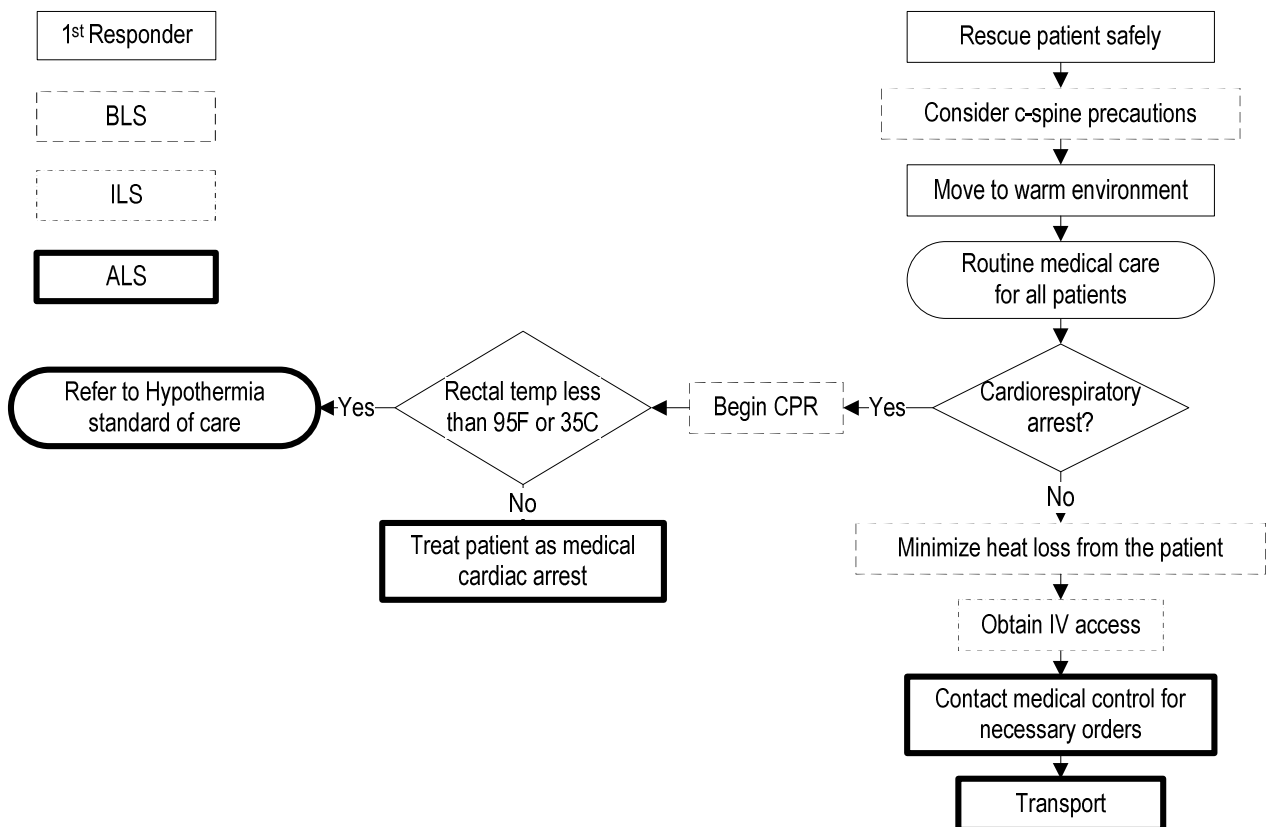 1st Responder
BLS
ILS
ALS
Rescue patient safely
Consider c-spine precautions
Move to warm environment
Routine medical care
for all patients
Cardiorespiratory
arrest?
Yes
Begin CPR
Rectal temp less
than 95F or 35C
Yes
Refer to Hypothermia
standard of care
No
Treat patient as medical
cardiac arrest
No
Minimize heat loss from the patient
Obtain IV access
Contact medical control for
necessary orders
Transport